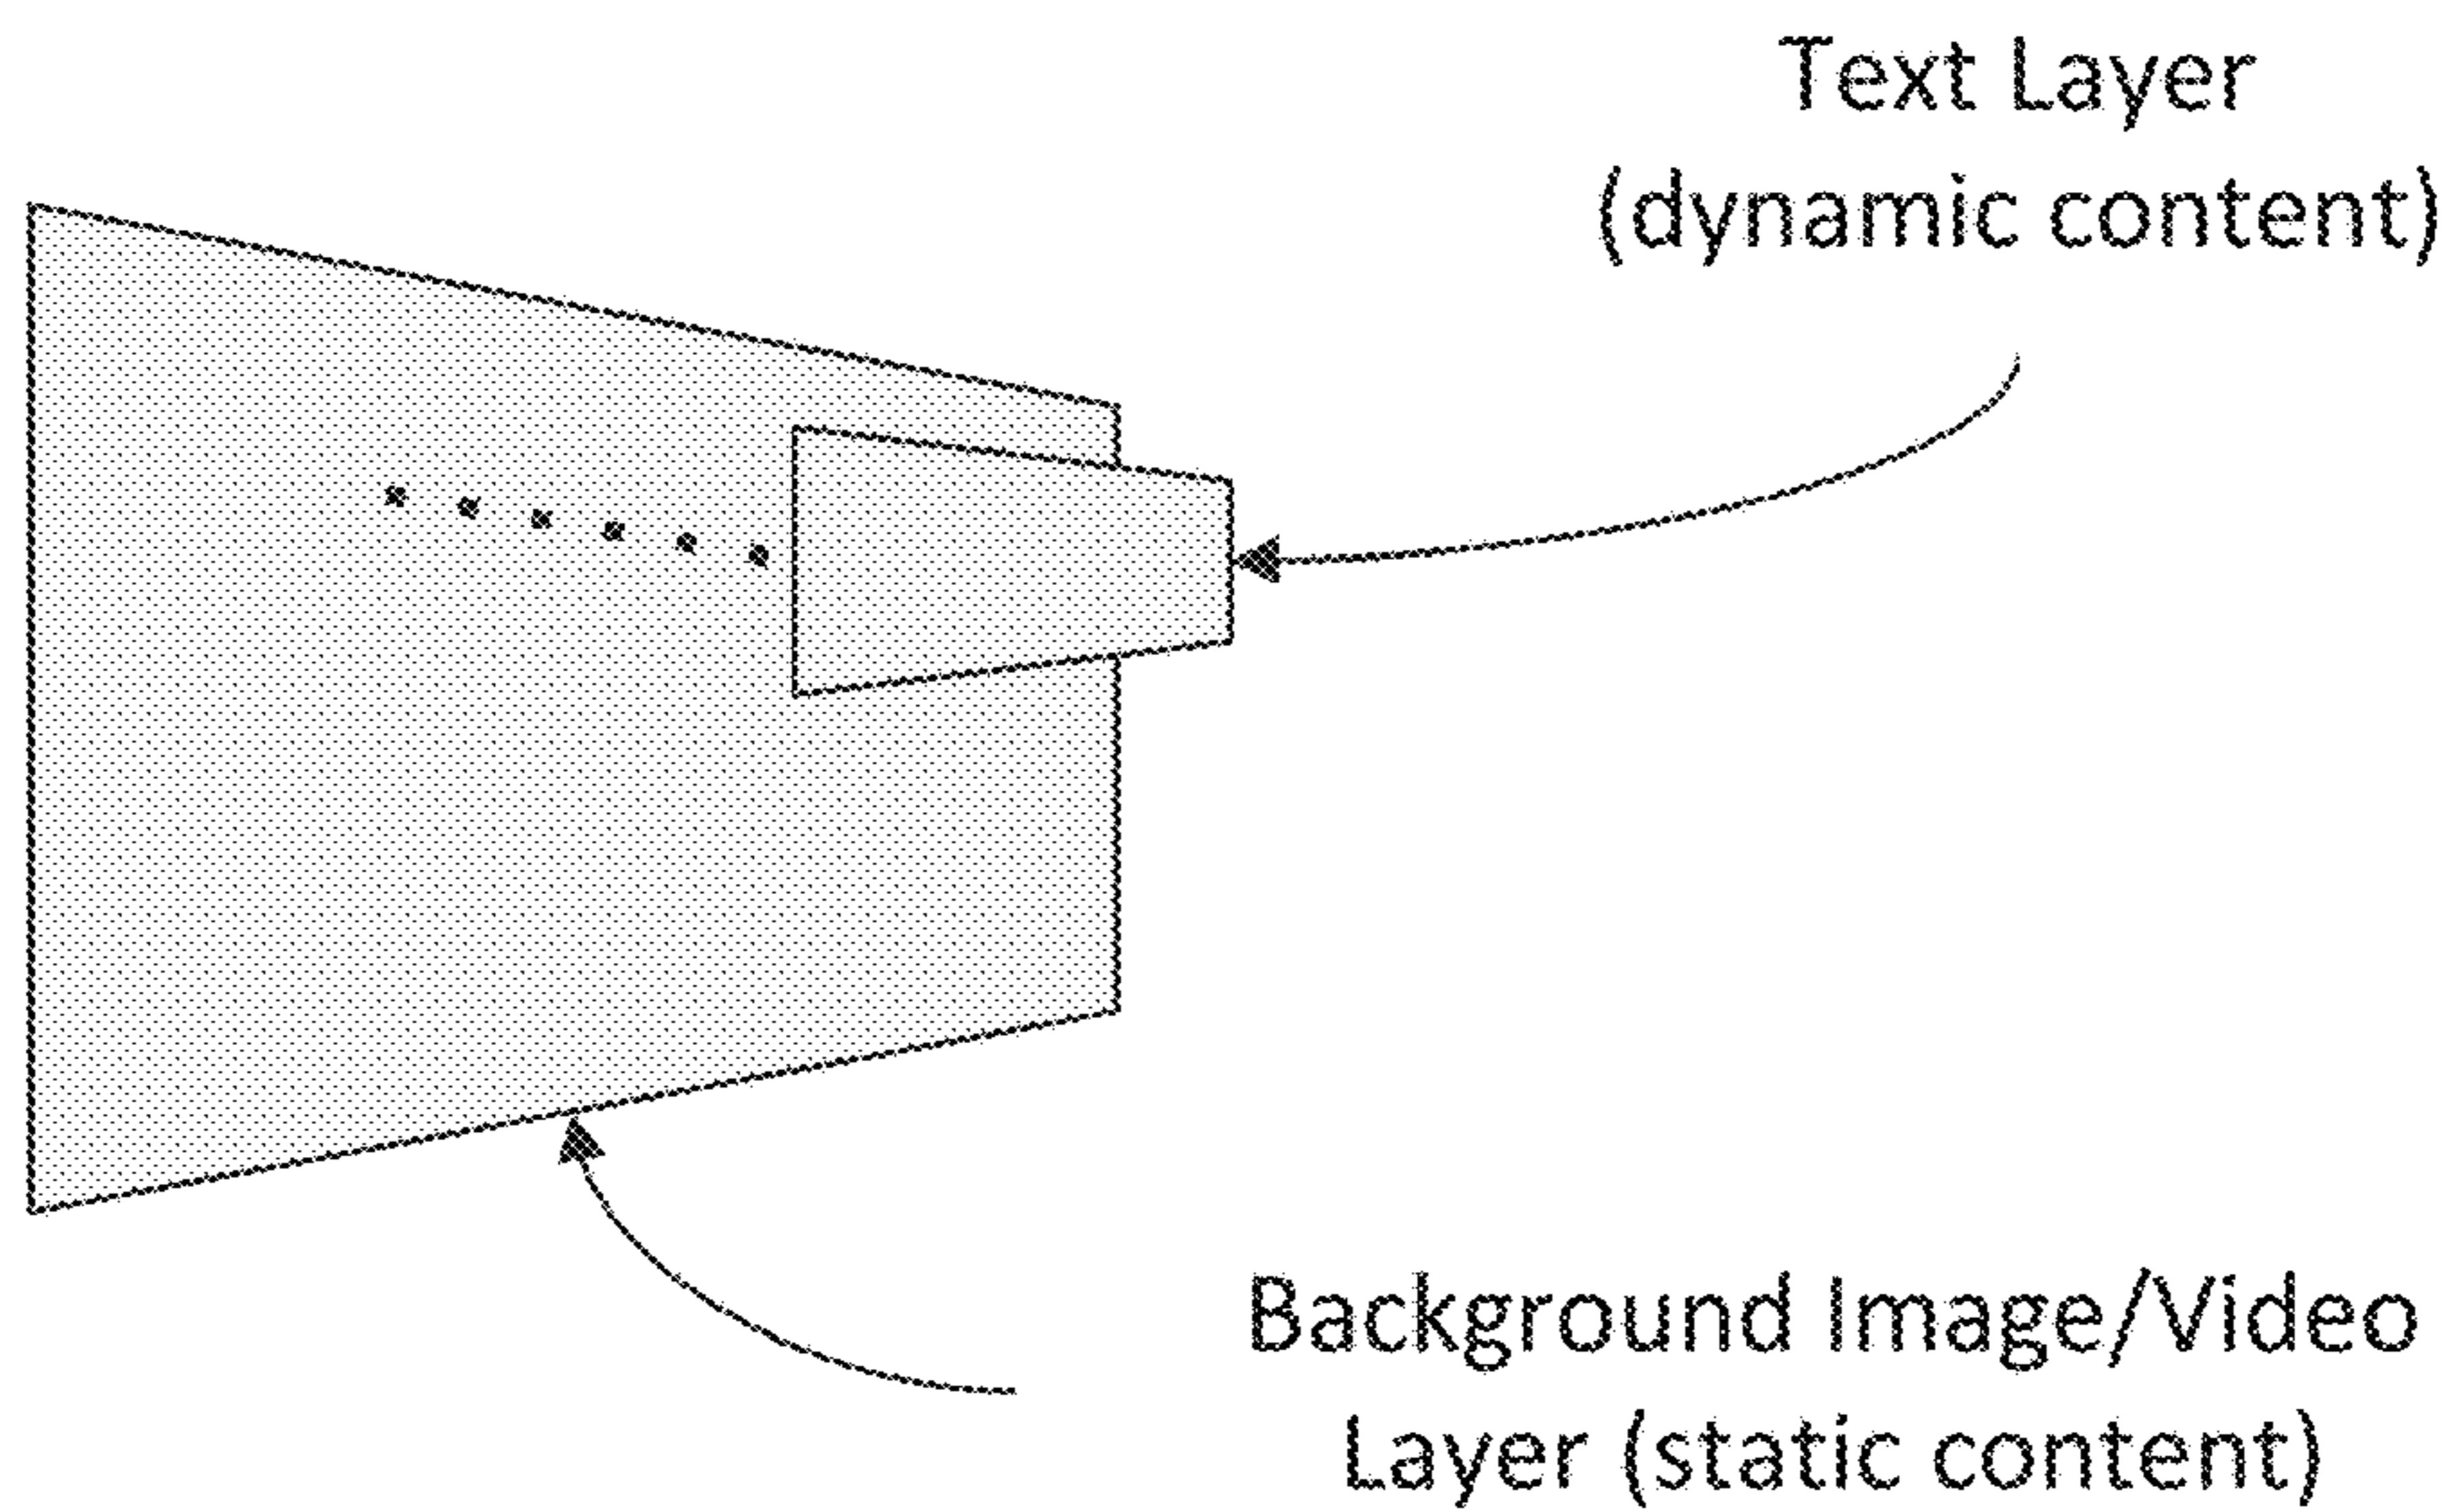 Text Layer
(dynamic content)
Background Image/Video
Layer (static content)